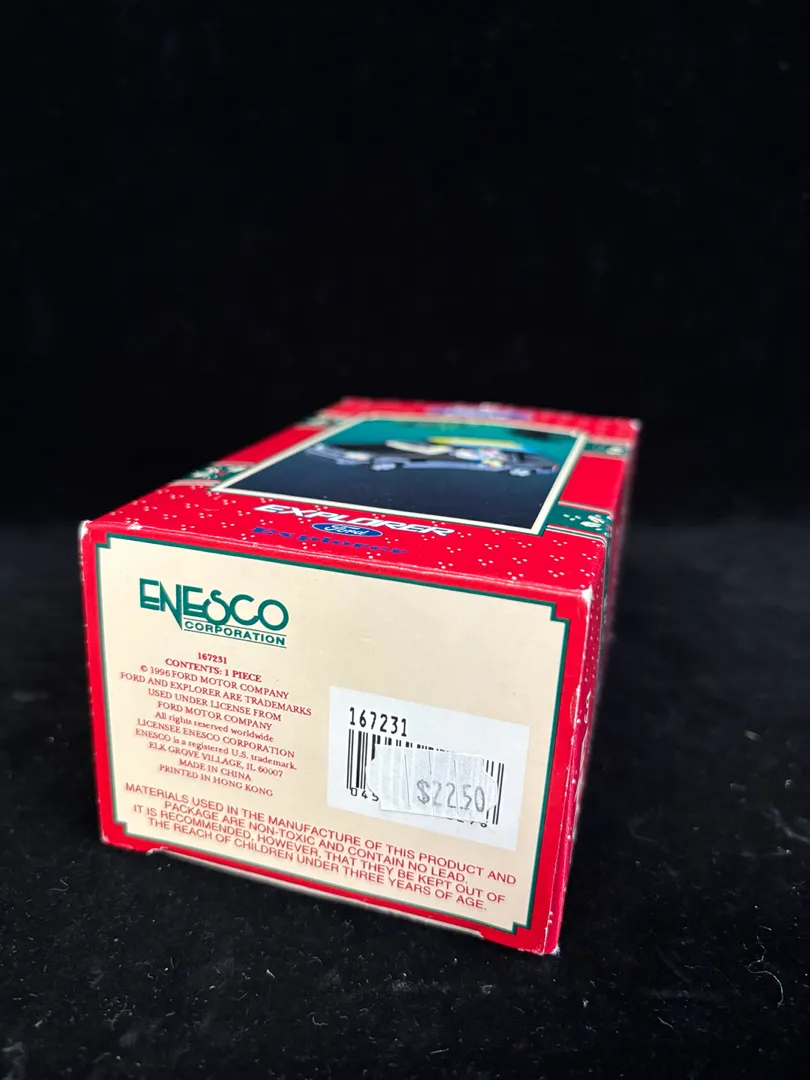 EXPLORER
Ford
Explorer
ENESCO
CORPORATION
167231
CONTENTS: 1 PIECE
© 1996 FORD MOTOR COMPANY
FORD AND EXPLORER ARE TRADEMARKS
USED UNDER LICENSE FROM
FORD MOTOR COMPANY
All rights reserved worldwide
LICENSEE ENESCO CORPORATION
ENESCO is a registered U.S. trademark.
ELK GROVE VILLAGE, IL 60007
MADE IN CHINA
PRINTED IN HONG KONG
167231
$22.50
MATERIALS USED IN THE MANUFACTURE OF THIS PRODUCT AND
PACKAGE ARE NON-TOXIC AND CONTAIN NO LEAD.
IT IS RECOMMENDED, HOWEVER, THAT THEY BE KEPT OUT OF
THE REACH OF CHILDREN UNDER THREE YEARS OF AGE.